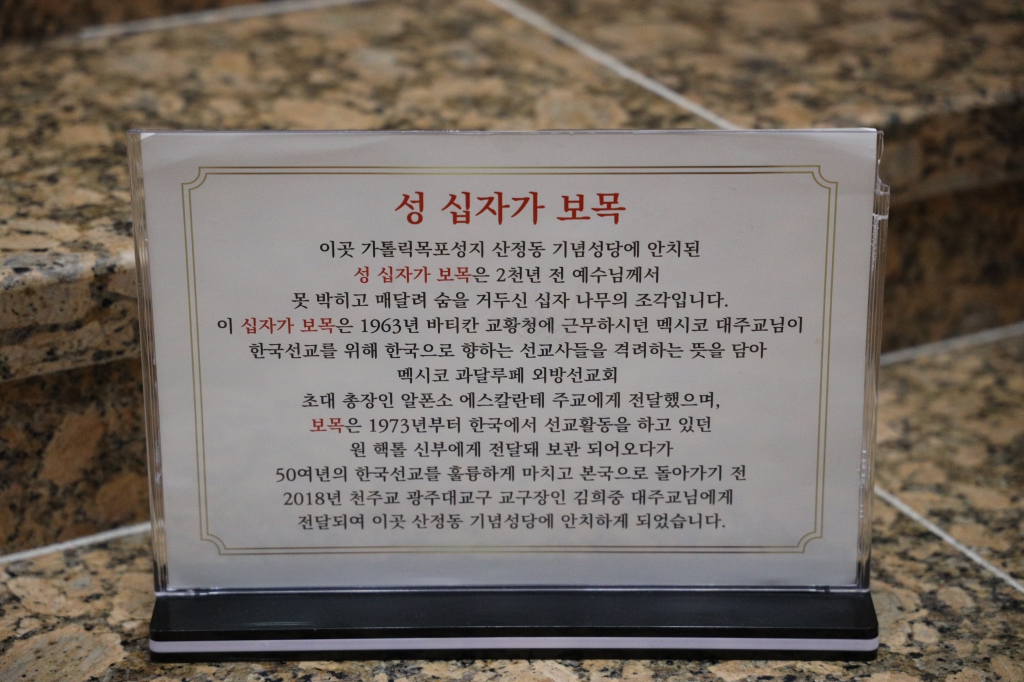 성 십자가 보목
이곳 가톨릭목포성지 산정동 기념성당에 안치된
성 십자가 보목은 2천년 전 예수님께서
못 박히고 매달려 숨을 거두신 십자 나무의 조각입니다.
이 십자가 보목은 1963년 바티칸 교황청에 근무하시던 멕시코 대주교님이
한국선교를 위해 한국으로 향하는 선교사들을 격려하는 뜻을 담아
멕시코 과달루페 외방선교회
초대 총장인 알폰소 에스칼란테 주교에게 전달했으며,
보목은 1973년부터 한국에서 선교활동을 하고 있던
원 핵톨 신부에게 전달돼 보관 되어오다가
50여년의 한국선교를 훌륭하게 마치고 본국으로 돌아가기 전
2018년 천주교 광주대교구 교구장인 김희중 대주교님에게
전달되여 이곳 산정동 기념성당에 안치하게 되었습니다.